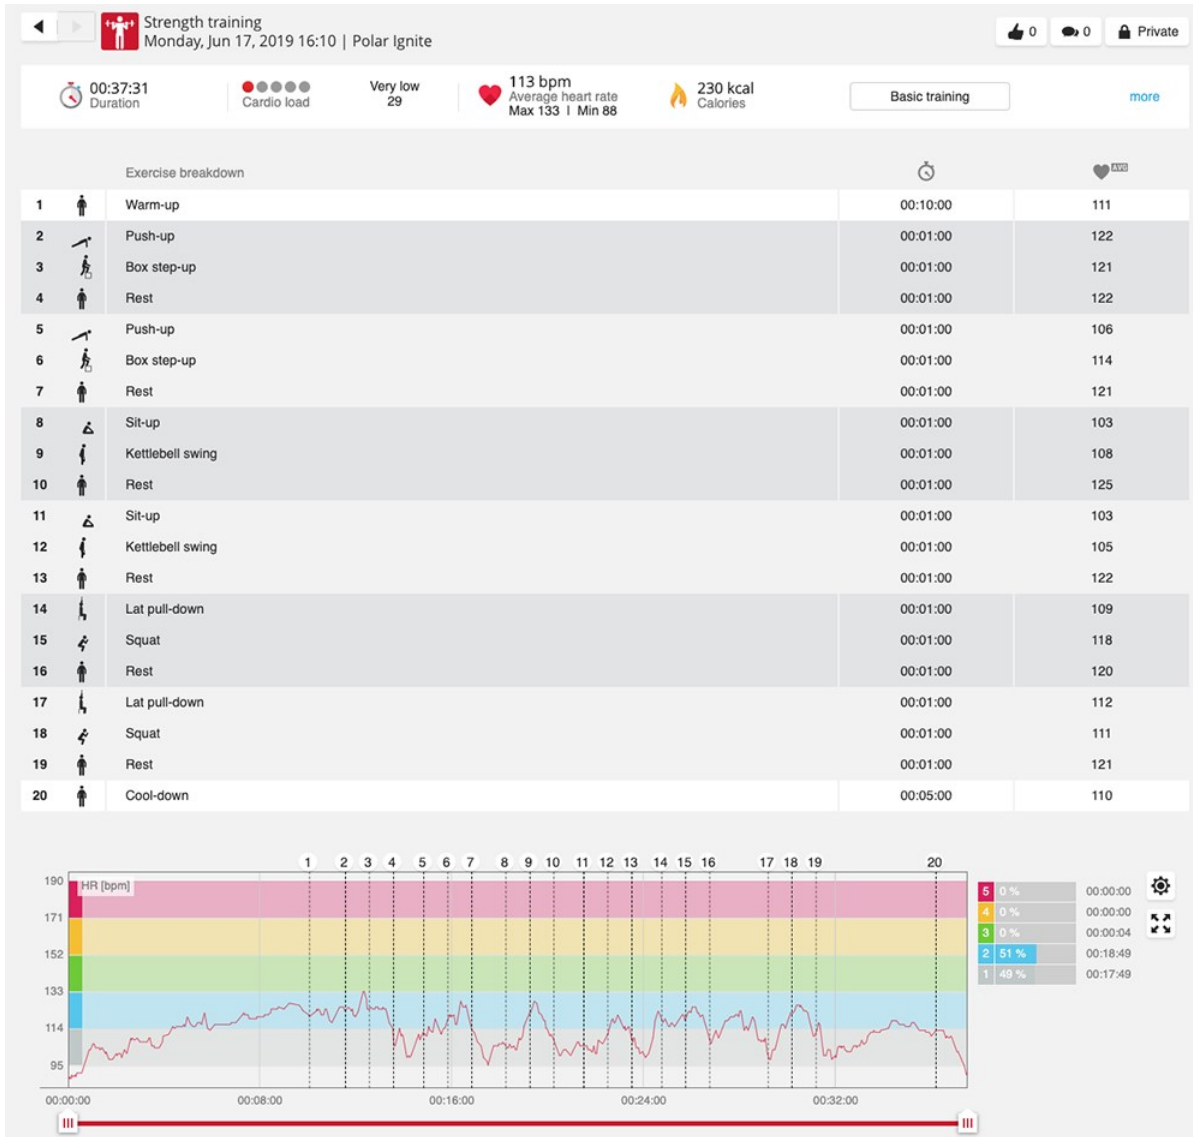 Strength training
Monday, Jun 17, 2019 16:10 | Polar Ignite
0 0 Private
00:37:31
Duration
Cardio load
Very low
29
113 bpm
Average heart rate
Max 133 | Min 88
230 kcal
Calories
Basic training
more
Exercise breakdown AVG
1 Warm-up 00:10:00 111
2 Push-up 00:01:00 122
3 Box step-up 00:01:00 121
4 Rest 00:01:00 122
5 Push-up 00:01:00 106
6 Box step-up 00:01:00 114
7 Rest 00:01:00 121
8 Sit-up 00:01:00 103
9 Kettlebell swing 00:01:00 108
10 Rest 00:01:00 125
11 Sit-up 00:01:00 103
12 Kettlebell swing 00:01:00 105
13 Rest 00:01:00 122
14 Lat pull-down 00:01:00 109
15 Squat 00:01:00 118
16 Rest 00:01:00 120
17 Lat pull-down 00:01:00 112
18 Squat 00:01:00 111
19 Rest 00:01:00 121
20 Cool-down 00:05:00 110
1 2 3 4 5 6 7 8 9 10 11 12 13 14 15 16 17 18 19 20
HR [bpm]
190
171
152
133
114
95
00:00:00 00:08:00 00:16:00 00:24:00 00:32:00
5 0 % 00:00:00
4 0 % 00:00:00
3 0 % 00:00:04
2 51 % 00:18:49
1 49 % 00:17:49